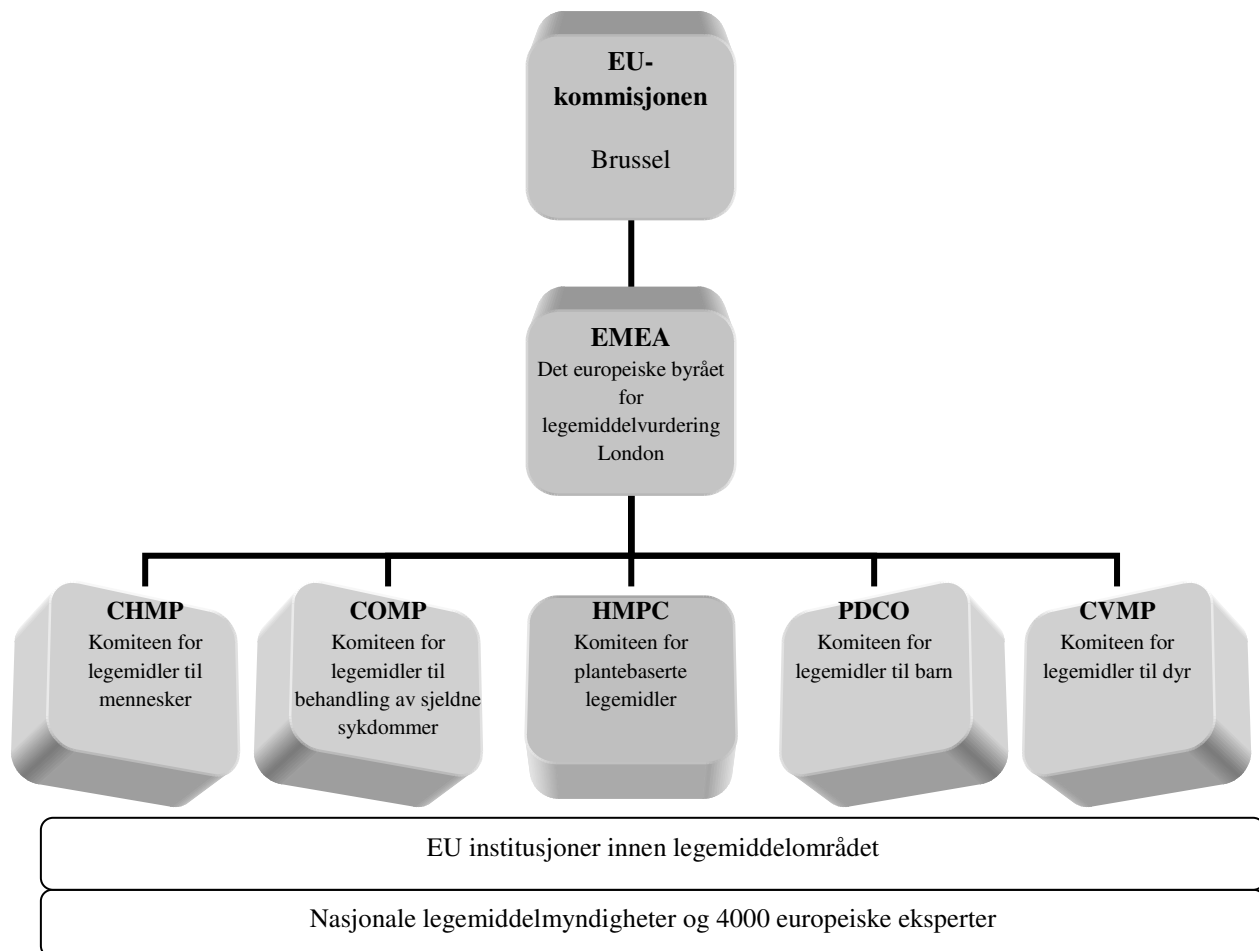 EU-
kommisjonen
Brussel
EMEA
Det europeiske byrået
for
legemiddelvurdering
London
CHMP
Komiteen for
legemidler til
mennesker
COMP
Komiteen for
legemidler til
behandling av sjeldne
sykdommer
HMPC
Komiteen for
plantebaserte
legemidler
PDCO
Komiteen for
legemidler til barn
CVMP
Komiteen for
legemidler til dyr
EU institusjoner innen legemiddelområdet
Nasjonale legemiddelmyndigheter og 4000 europeiske eksperter